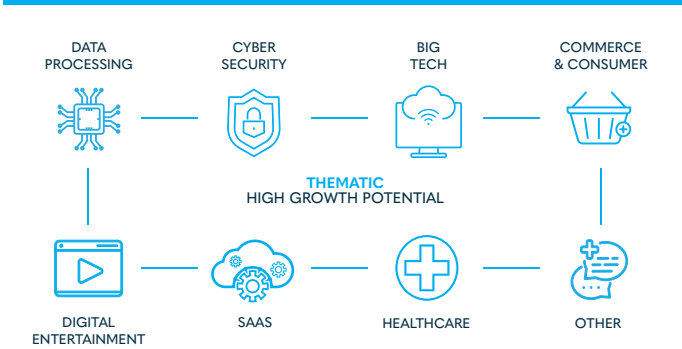 DATA
PROCESSING
CYBER
SECURITY
BIG
TECH
COMMERCE
& CONSUMER
THEMATIC
HIGH GROWTH POTENTIAL
DIGITAL
ENTERTAINMENT
SAAS
HEALTHCARE
OTHER